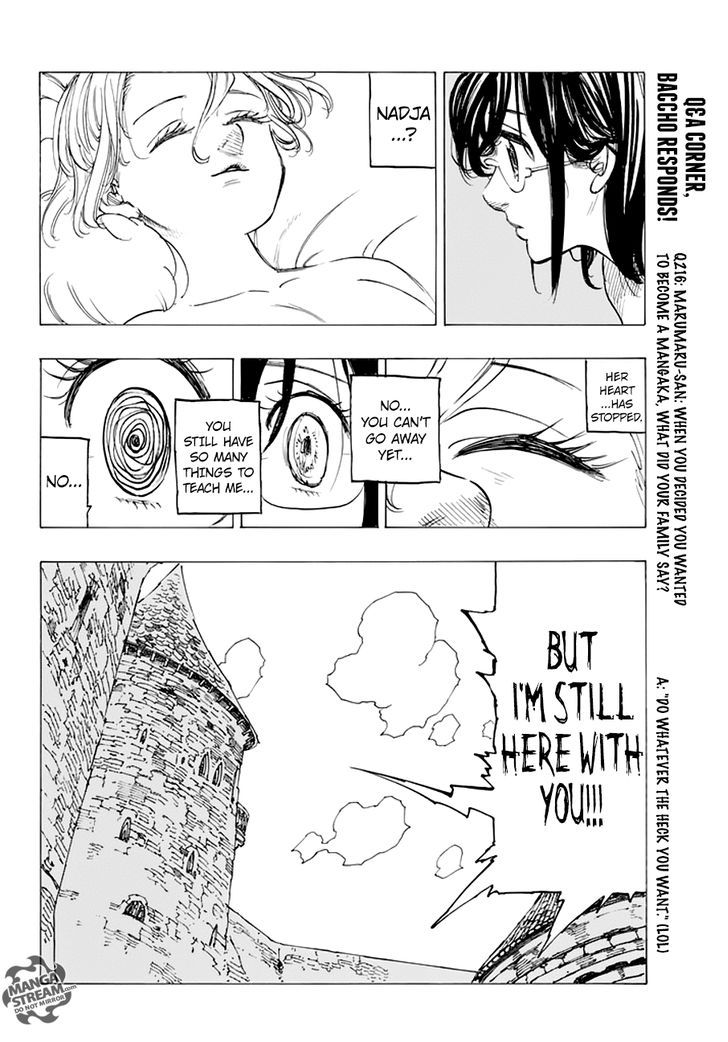 NADJA
...?
HER
HEART
...HAS
STOPPED.
NO...
YOU CAN'T
GO AWAY
YET...
YOU
STILL HAVE
SO MANY
THINGS TO
TEACH ME...
NO...
BUT
I'M STILL
HERE WITH
YOU!!!
Q&A CORNER,
BACCHO RESPONDS!
Q216: MARUMARU-SAN: WHEN YOU DECIDED YOU WANTED
TO BECOME A MANGAKA, WHAT DID YOUR FAMILY SAY?
A: "DO WHATEVER THE HECK YOU WANT." (LOL)
MANGA
STREAM.com
DO NOT MIRROR